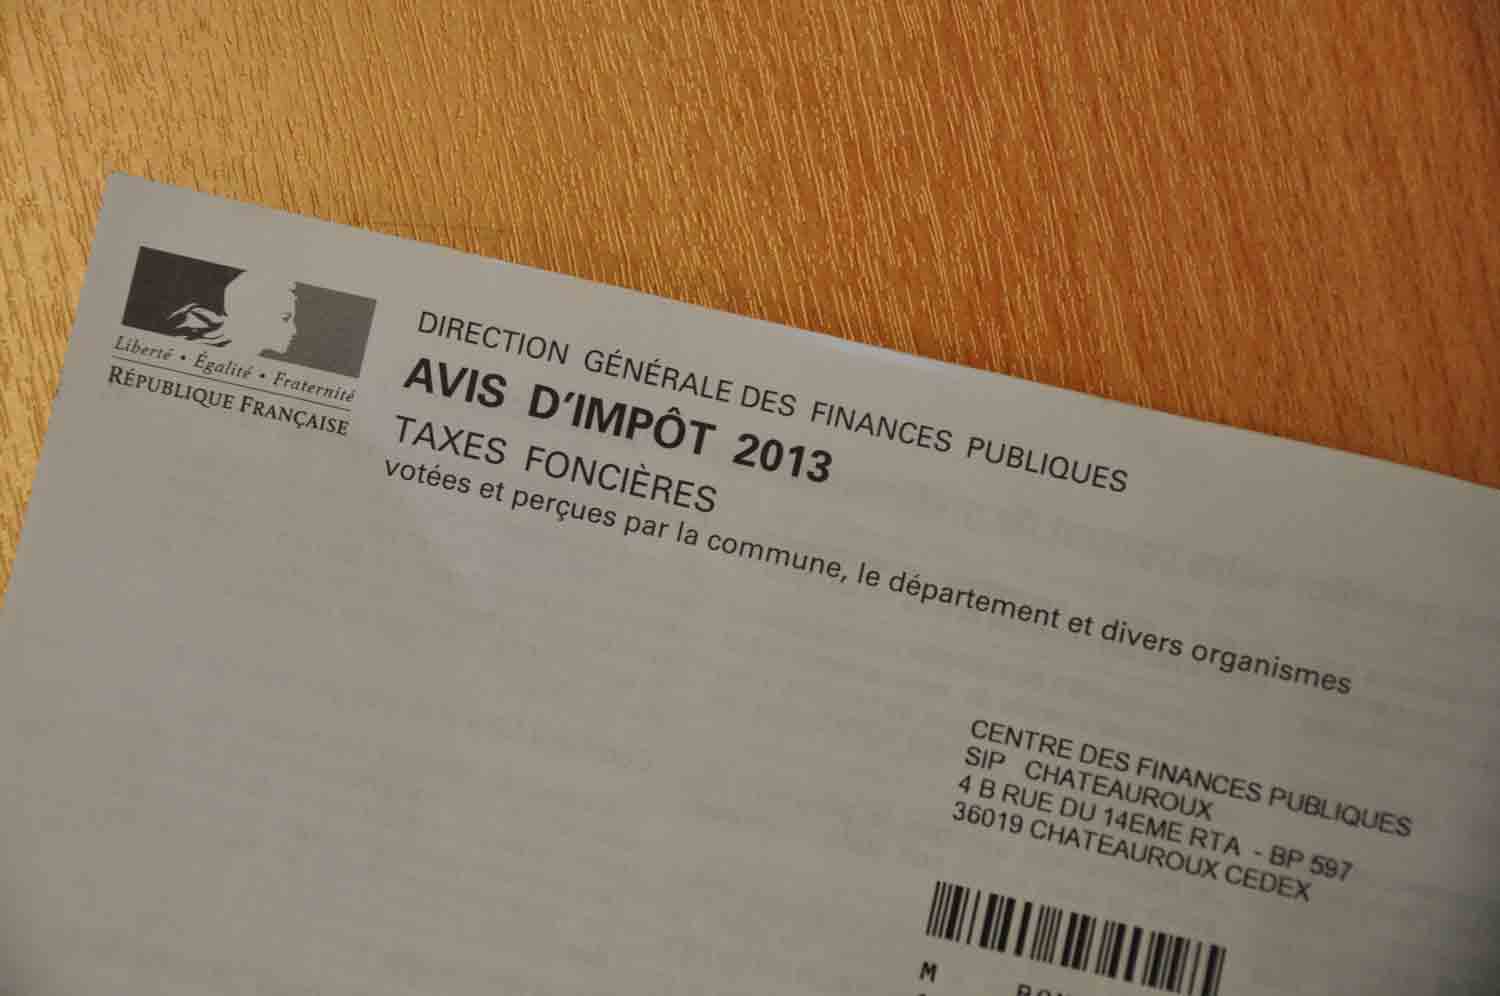 Liberté • Égalité • Fraternité
RÉPUBLIQUE FRANÇAISE
DIRECTION GÉNÉRALE DES FINANCES PUBLIQUES
AVIS D'IMPÔT 2013
TAXES FONCIÈRES
votées et perçues par la commune, le département et divers organismes
CENTRE DES FINANCES PUBLIQUES
SIP CHATEAUROUX
4 B RUE DU 14EME RTA - BP 597
36019 CHATEAUROUX CEDEX
M